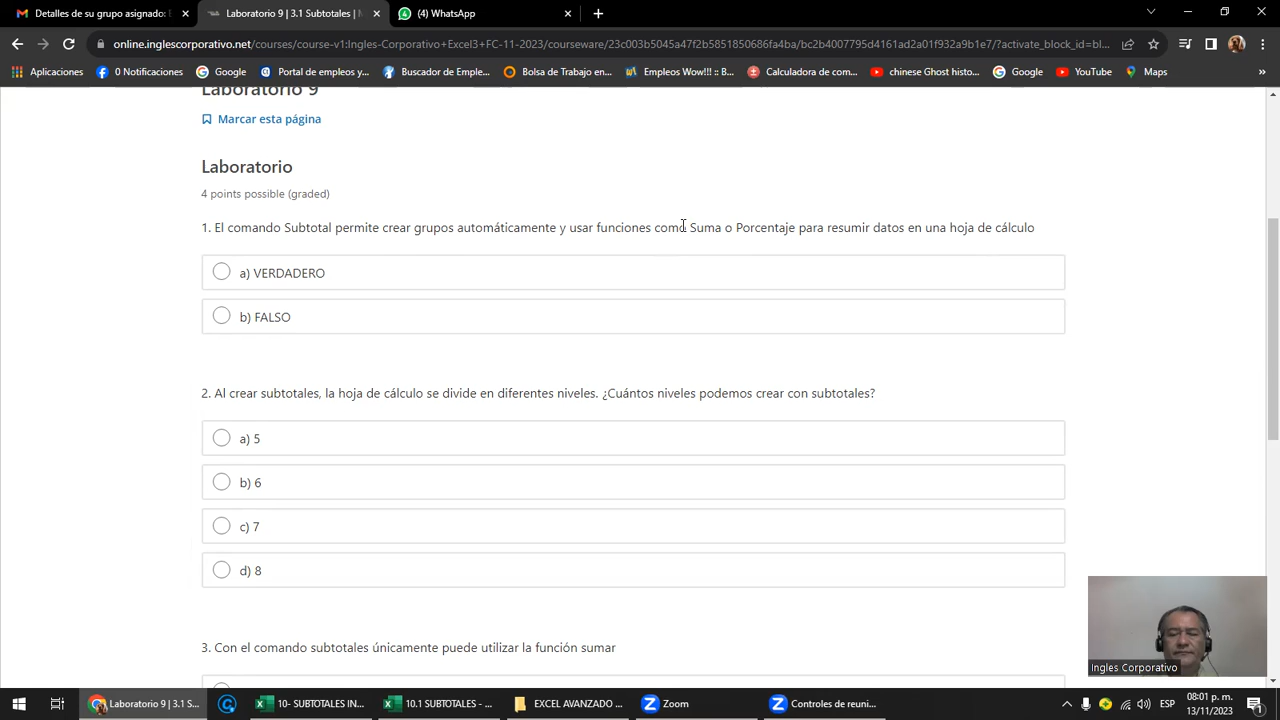 Detalles de su grupo asignado: E
Laboratorio 9 | 3.1 Subtotales | N
(4) WhatsApp
online.inglescorporativo.net/courses/course-v1:Ingles-Corporativo+Excel3+FC-11-2023/courseware/23c003b5045a47f2b5851850686fa4ba/bc2b4007795d4161ad2a01f932a9b1e7/?activate_block_id=bl...
Aplicaciones
0 Notificaciones
Google
Portal de empleos y...
Buscador de Emple...
Bolsa de Trabajo en...
Empleos Wow!!! :: B...
Calculadora de com...
chinese Ghost histo...
Google
YouTube
Maps
Laboratorio 9
Marcar esta página
Laboratorio
4 points possible (graded)
1. El comando Subtotal permite crear grupos automáticamente y usar funciones como Suma o Porcentaje para resumir datos en una hoja de cálculo
a) VERDADERO
b) FALSO
2. Al crear subtotales, la hoja de cálculo se divide en diferentes niveles. ¿Cuántos niveles podemos crear con subtotales?
a) 5
b) 6
c) 7
d) 8
3. Con el comando subtotales únicamente puede utilizar la función sumar
Ingles Corporativo
Laboratorio 9 | 3.1 S...
10- SUBTOTALES IN...
10.1 SUBTOTALES - ...
EXCEL AVANZADO ...
Zoom
Controles de reuni...
ESP
08:01 p. m.
13/11/2023
1